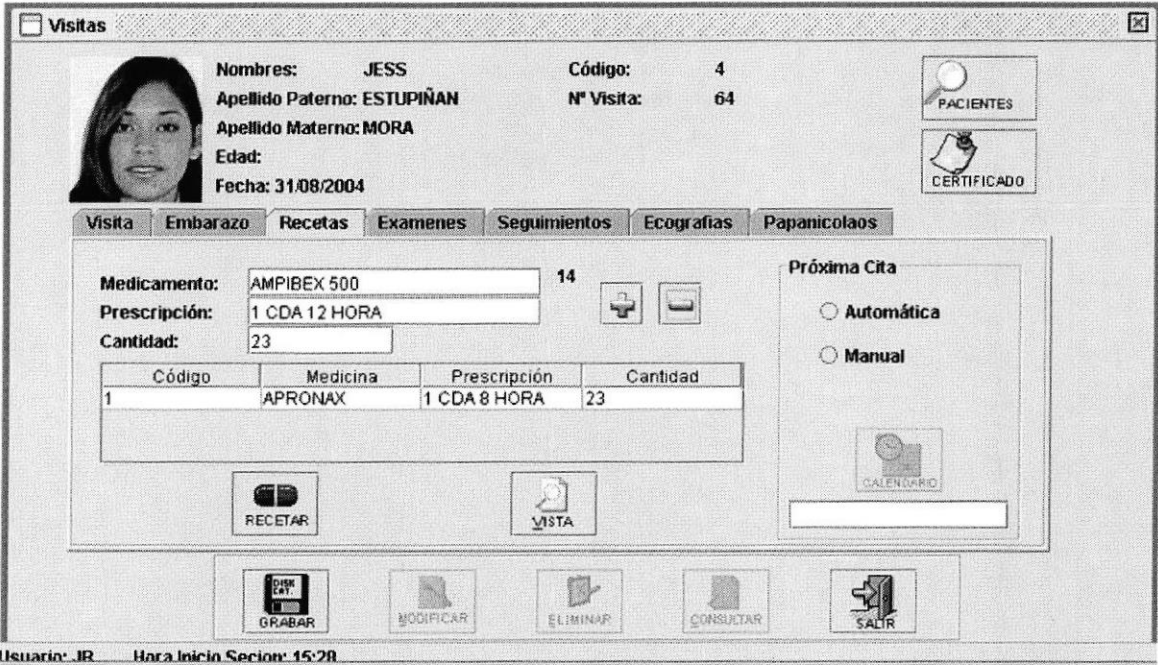 Visitas
Nombres: JESS Código: 4
Apellido Paterno: ESTUPIÑAN Nº Visita: 64
Apellido Materno: MORA
Edad:
Fecha: 31/08/2004
PACIENTES
CERTIFICADO
Visita Embarazo Recetas Examenes Seguimientos Ecografias Papanicolaos
Medicamento: AMPIBEX 500 14
Prescripción: 1 CDA 12 HORA
Cantidad: 23
Código Medicina Prescripción Cantidad
1 APRONAX 1 CDA 8 HORA 23
RECETAR VISTA
Próxima Cita
Automática
Manual
CALENDARIO
DISK CAT.
GRABAR MODIFICAR ELIMINAR CONSULTAR SALIR
Usuario: JR Hora Inicio Secion: 15:28